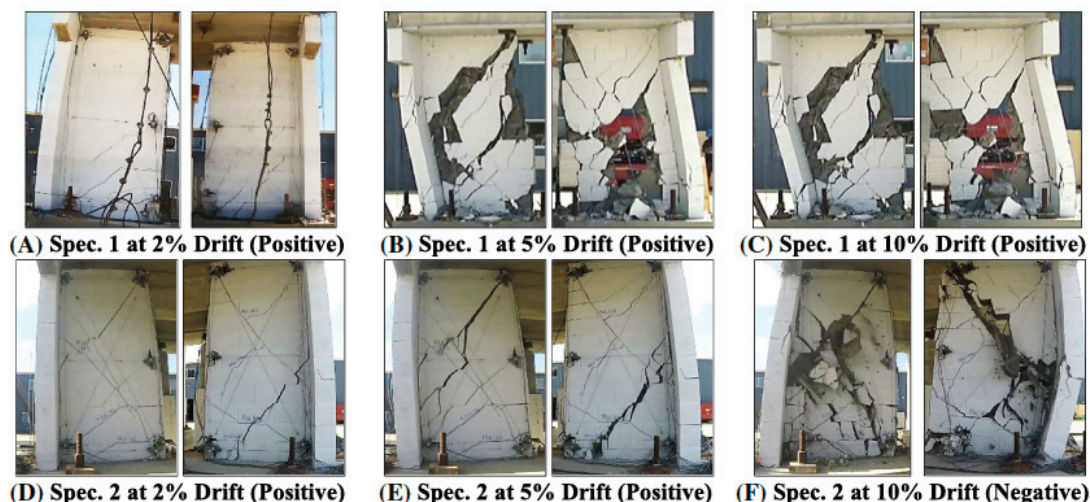 (A) Spec. 1 at 2% Drift (Positive) (B) Spec. 1 at 5% Drift (Positive) (C) Spec. 1 at 10% Drift (Positive)
(D) Spec. 2 at 2% Drift (Positive) (E) Spec. 2 at 5% Drift (Positive) (F) Spec. 2 at 10% Drift (Negative)